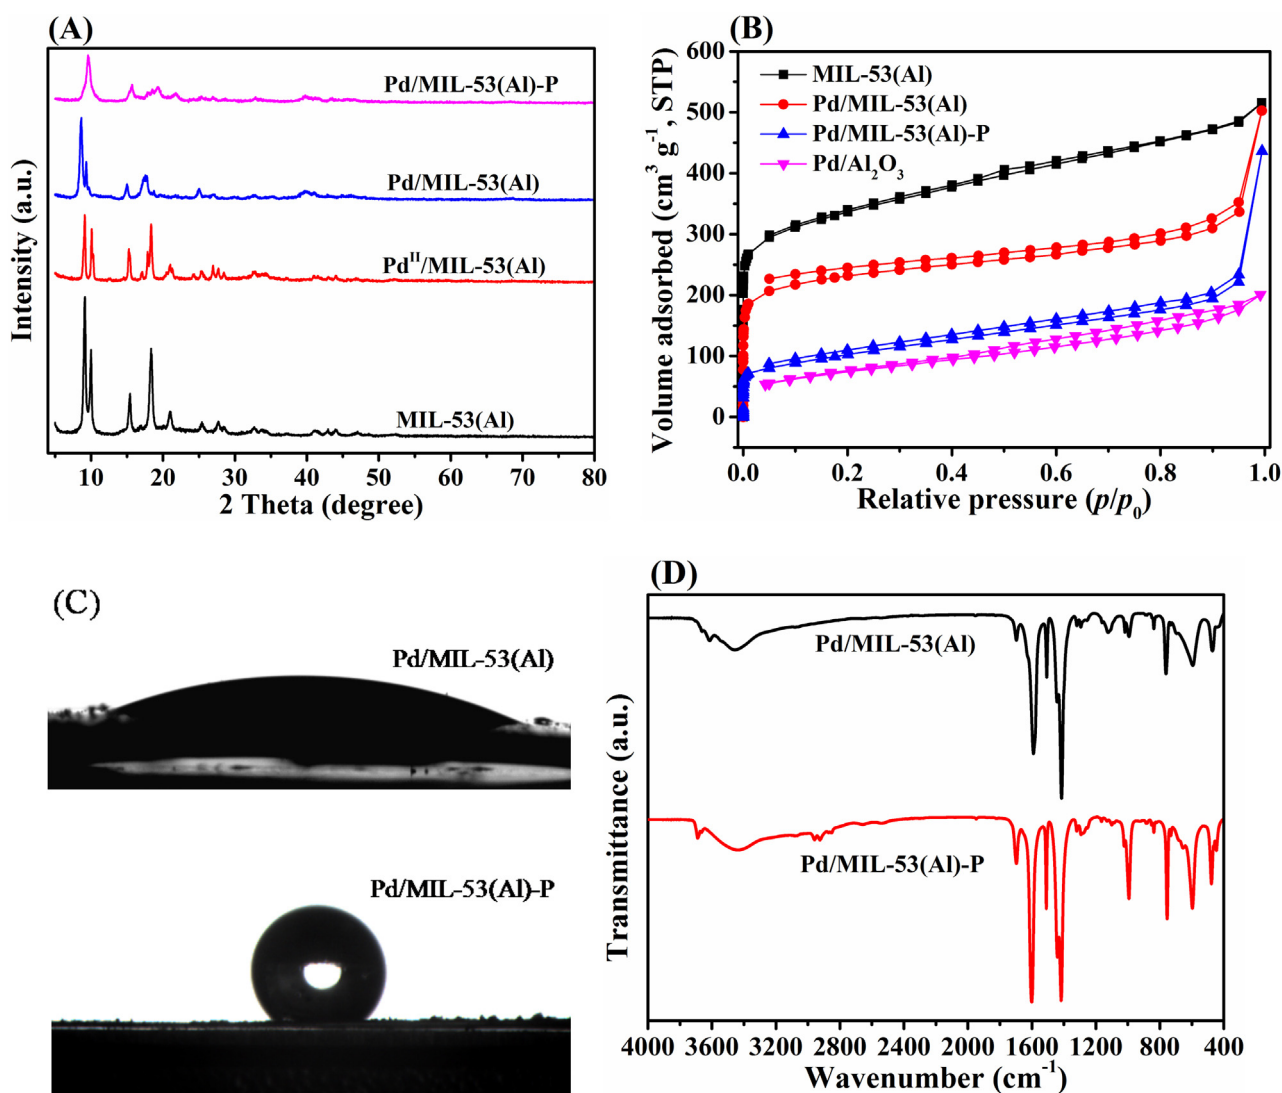 (A)
Pd/MIL-53(Al)-P
Pd/MIL-53(Al)
Pdᴵᴵ/MIL-53(Al)
MIL-53(Al)
Intensity (a.u.)
10 20 30 40 50 60 70 80
2 Theta (degree)
(B)
600
500
400
300
200
100
0
MIL-53(Al)
Pd/MIL-53(Al)
Pd/MIL-53(Al)-P
Pd/Al₂O₃
Volume adsorbed (cm³ g⁻¹, STP)
0.0 0.2 0.4 0.6 0.8 1.0
Relative pressure (p/p₀)
(C)
Pd/MIL-53(Al)
Pd/MIL-53(Al)-P
(D)
Pd/MIL-53(Al)
Pd/MIL-53(Al)-P
Transmittance (a.u.)
4000 3600 3200 2800 2400 2000 1600 1200 800 400
Wavenumber (cm⁻¹)